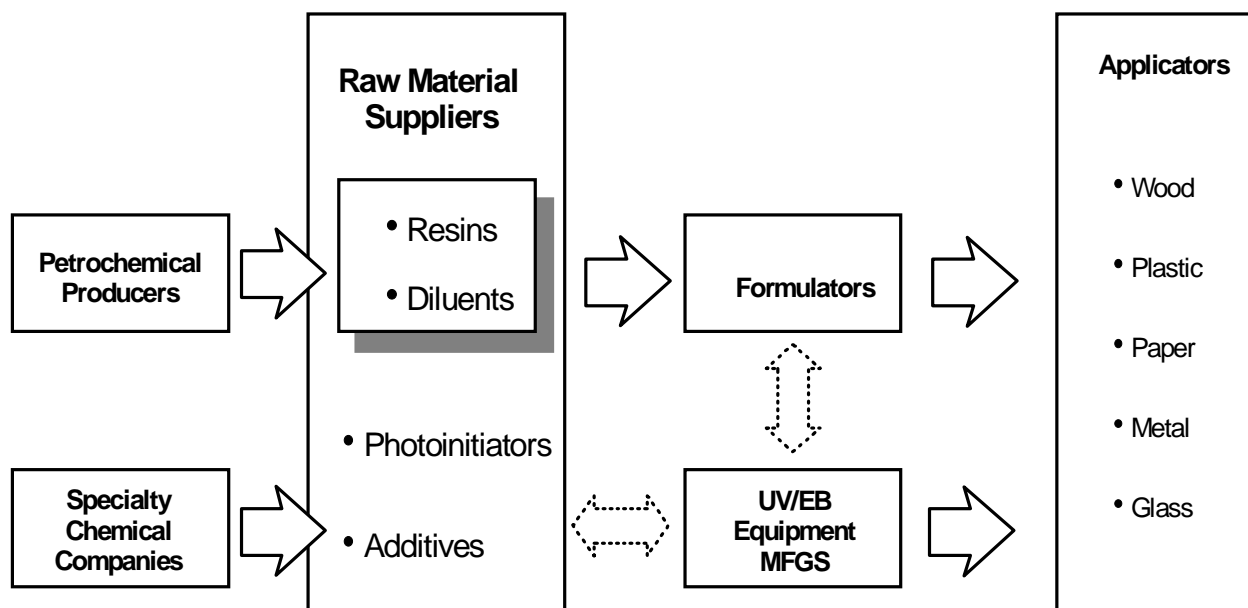 Raw Material
Suppliers
Applicators
• Resins
• Diluents
Petrochemical
Producers
Formulators
• Wood
• Plastic
• Paper
• Metal
• Glass
• Photoinitiators
• Additives
Specialty
Chemical
Companies
UV/EB
Equipment
MFGS